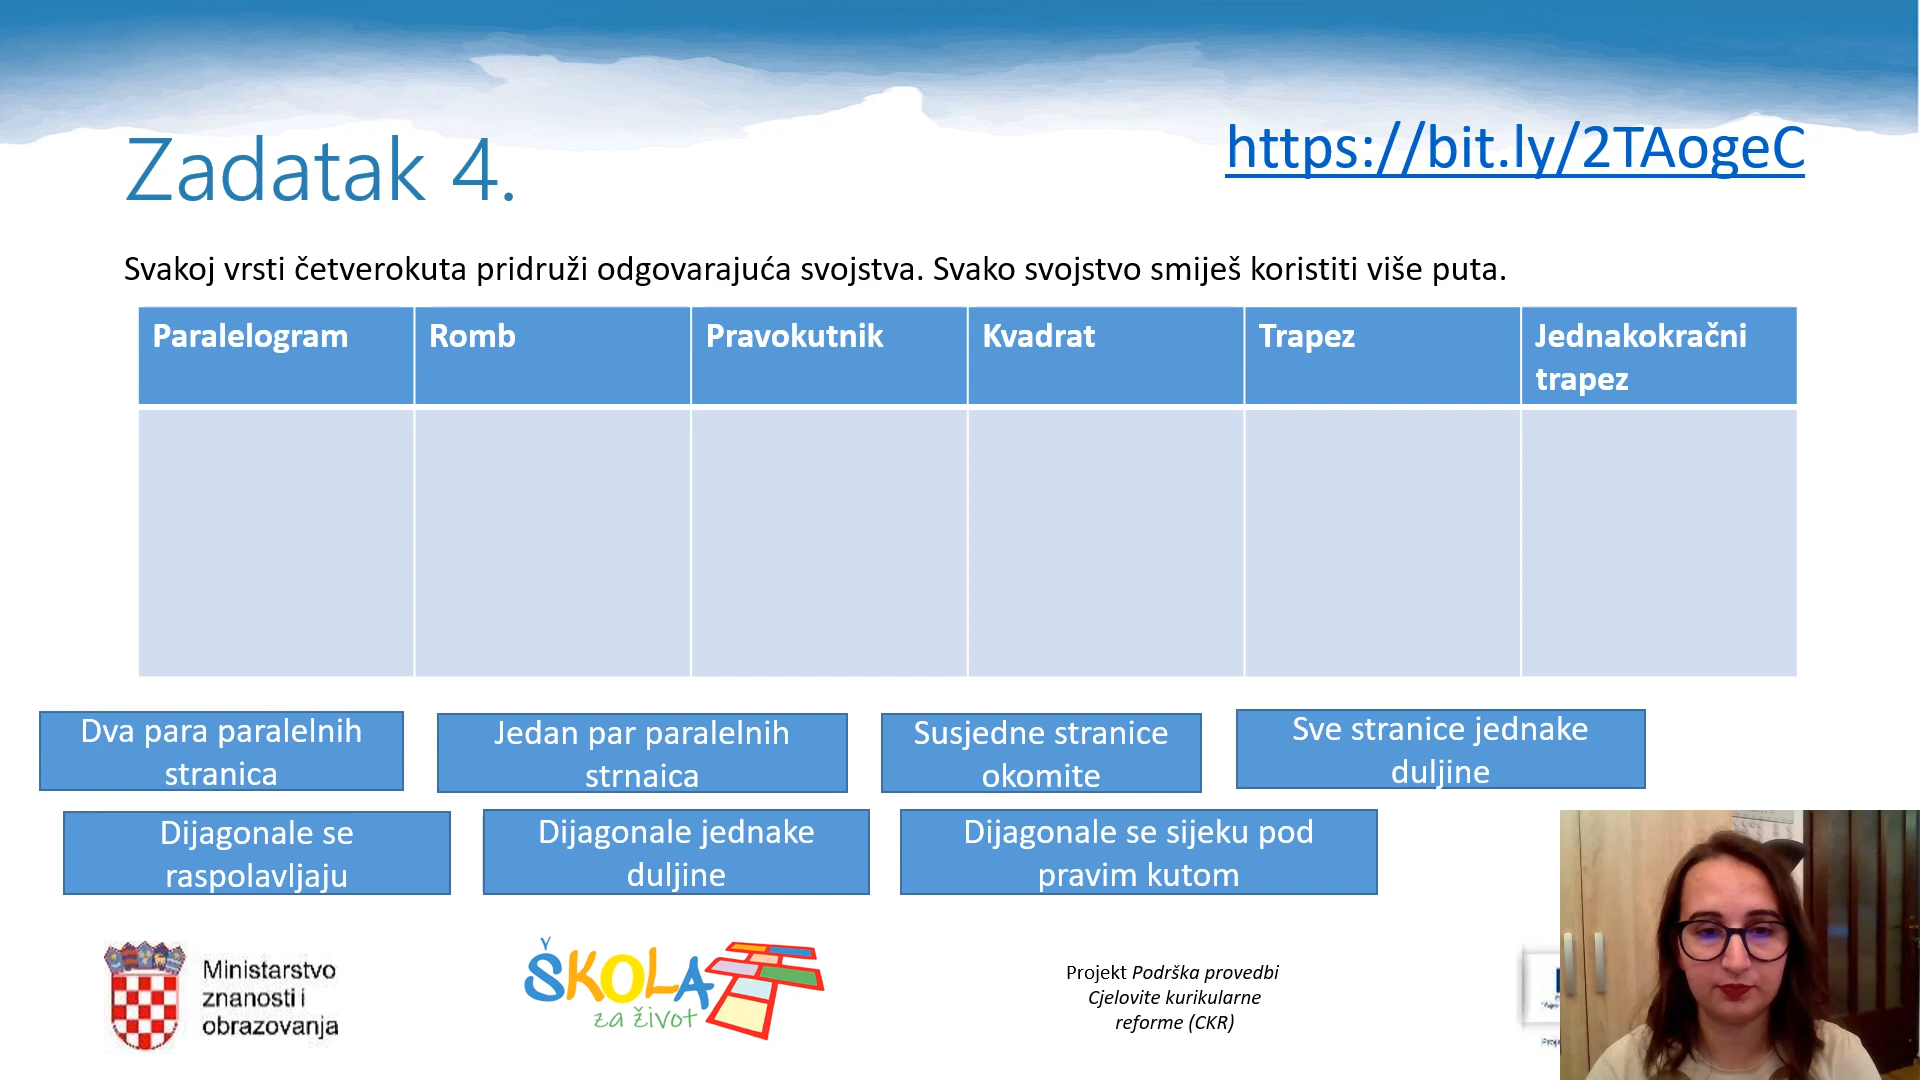 Zadatak 4.
https://bit.ly/2TAogeC
Svakoj vrsti četverokuta pridruži odgovarajuća svojstva. Svako svojstvo smiješ koristiti više puta.
Paralelogram
Romb
Pravokutnik
Kvadrat
Trapez
Jednakokračni
trapez
Dva para paralelnih
stranica
Jedan par paralelnih
strnaica
Susjedne stranice
okomite
Sve stranice jednake
duljine
Dijagonale se
raspolavljaju
Dijagonale jednake
duljine
Dijagonale se sijeku pod
pravim kutom
Ministarstvo
znanosti i
obrazovanja
ŠKOLA
za život
Projekt Podrška provedbi
Cjelovite kurikularne
reforme (CKR)